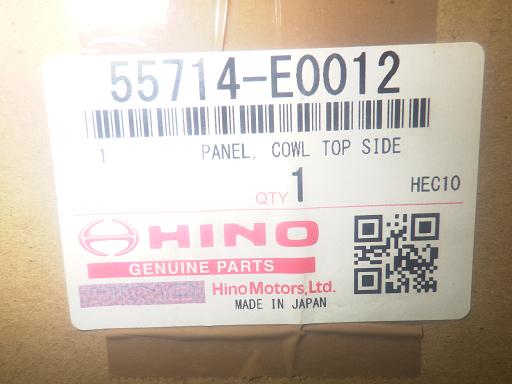 55714-E0012
1 PANEL, COWL TOP SIDE
QTY 1 HEC10
HINO
GENUINE PARTS
Hino Motors, Ltd.
MADE IN JAPAN